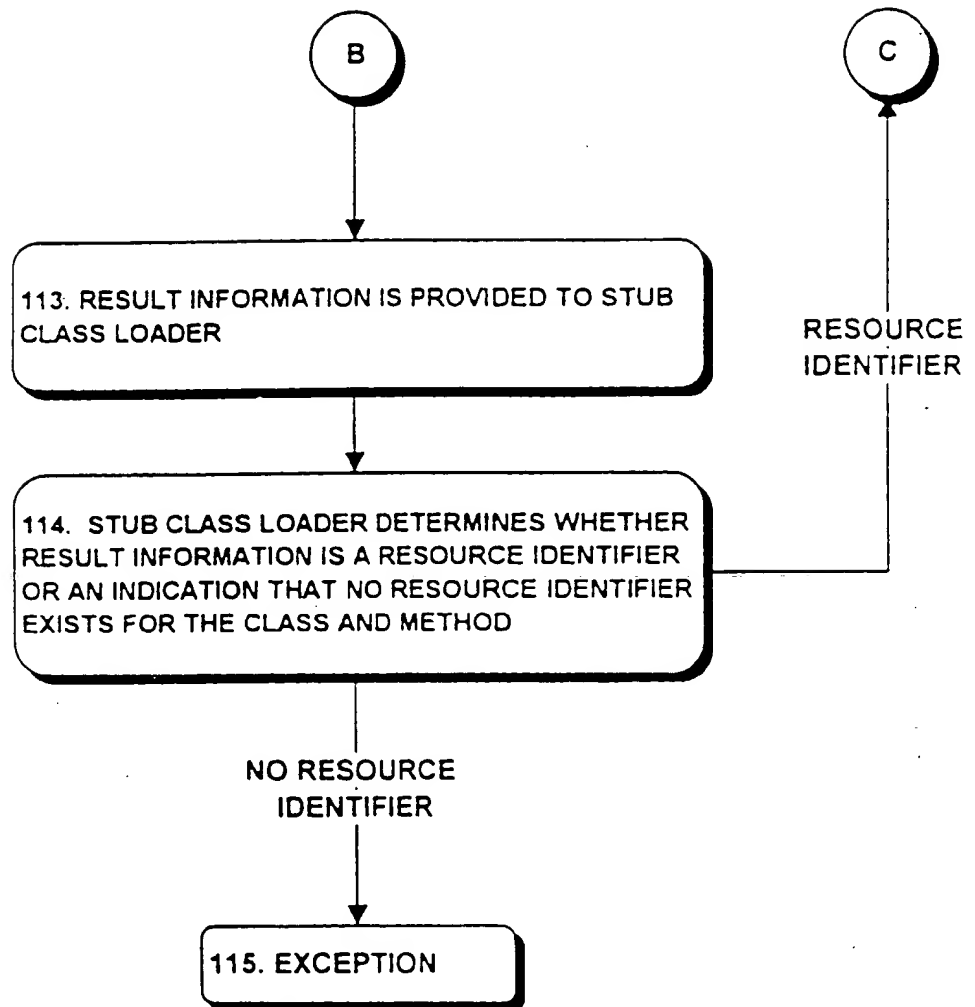 B
C
113. RESULT INFORMATION IS PROVIDED TO STUB
CLASS LOADER
RESOURCE
IDENTIFIER
114. STUB CLASS LOADER DETERMINES WHETHER
RESULT INFORMATION IS A RESOURCE IDENTIFIER
OR AN INDICATION THAT NO RESOURCE IDENTIFIER
EXISTS FOR THE CLASS AND METHOD
NO RESOURCE
IDENTIFIER
115. EXCEPTION